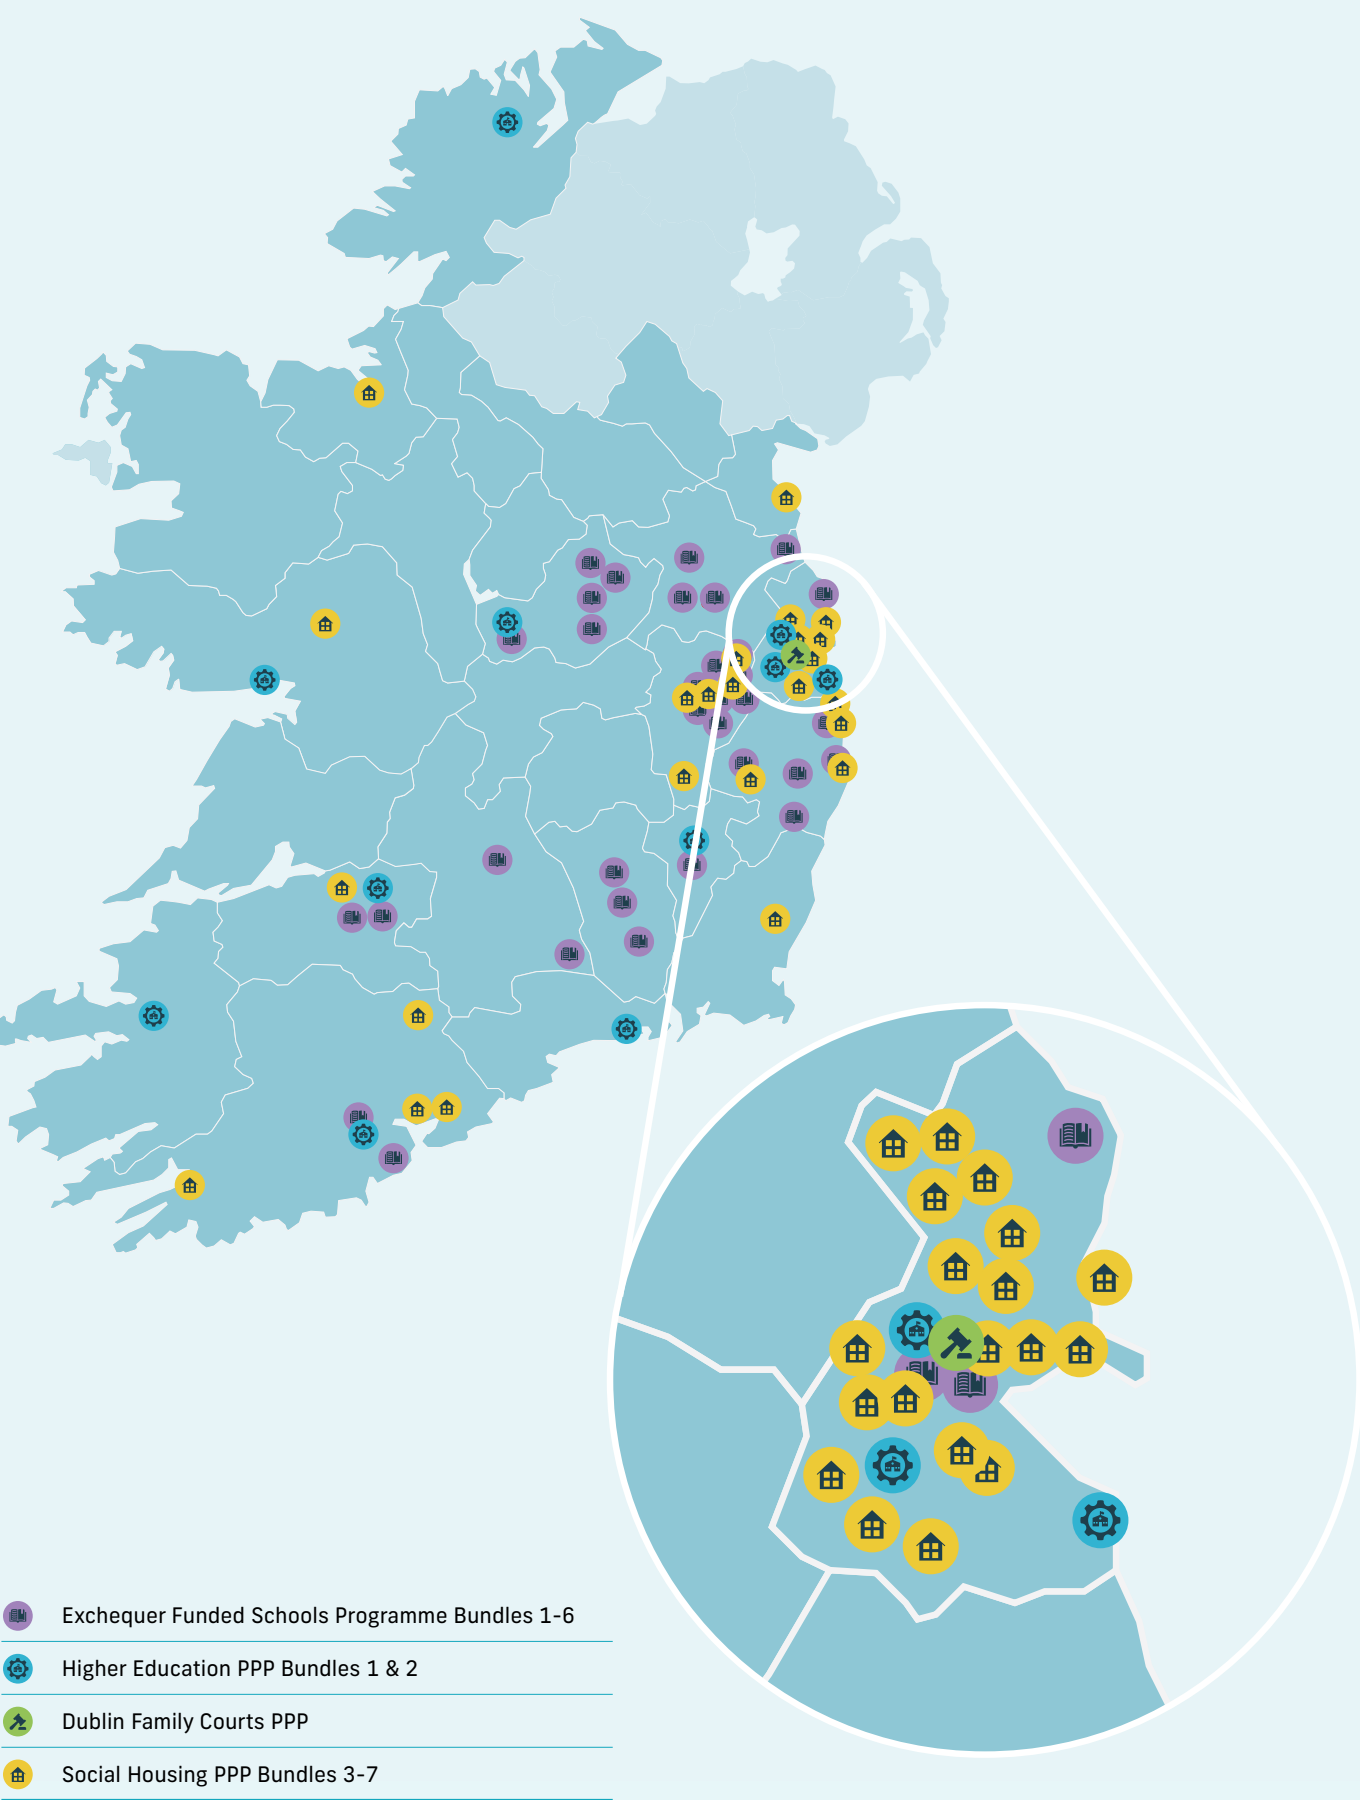 Exchequer Funded Schools Programme Bundles 1-6
Higher Education PPP Bundles 1 & 2
Dublin Family Courts PPP
Social Housing PPP Bundles 3-7